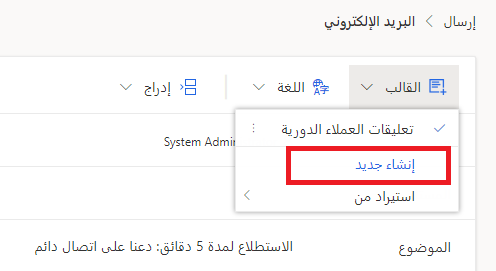 إرسال > البريد الإلكتروني
القالب اللغة إدراج
تعليقات العملاء الدورية
System Admin
إنشاء جديد
استيراد من
الموضوع الاستطلاع لمدة 5 دقائق: دعنا على اتصال دائم